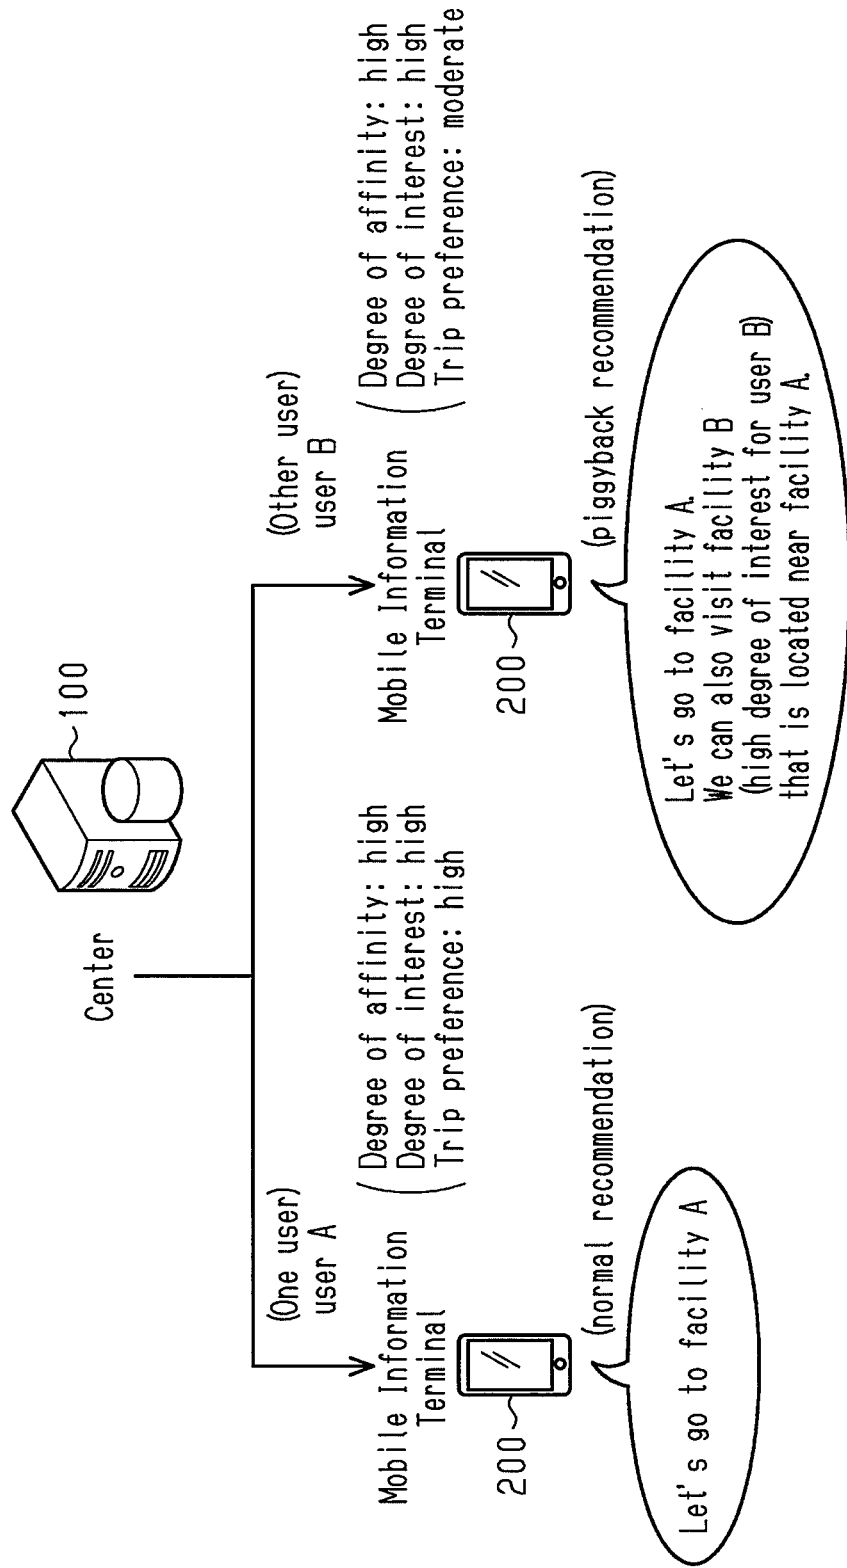 Center
100
(One user)
user A
Mobile Information
Terminal
(Degree of affinity: high
Degree of interest: high
Trip preference: high
200
(normal recommendation)
Let's go to facility A
(Other user)
user B
Mobile Information
Terminal
(Degree of affinity: high
Degree of interest: high
Trip preference: moderate
200
(piggyback recommendation)
Let's go to facility A.
We can also visit facility B
(high degree of interest for user B)
that is located near facility A.